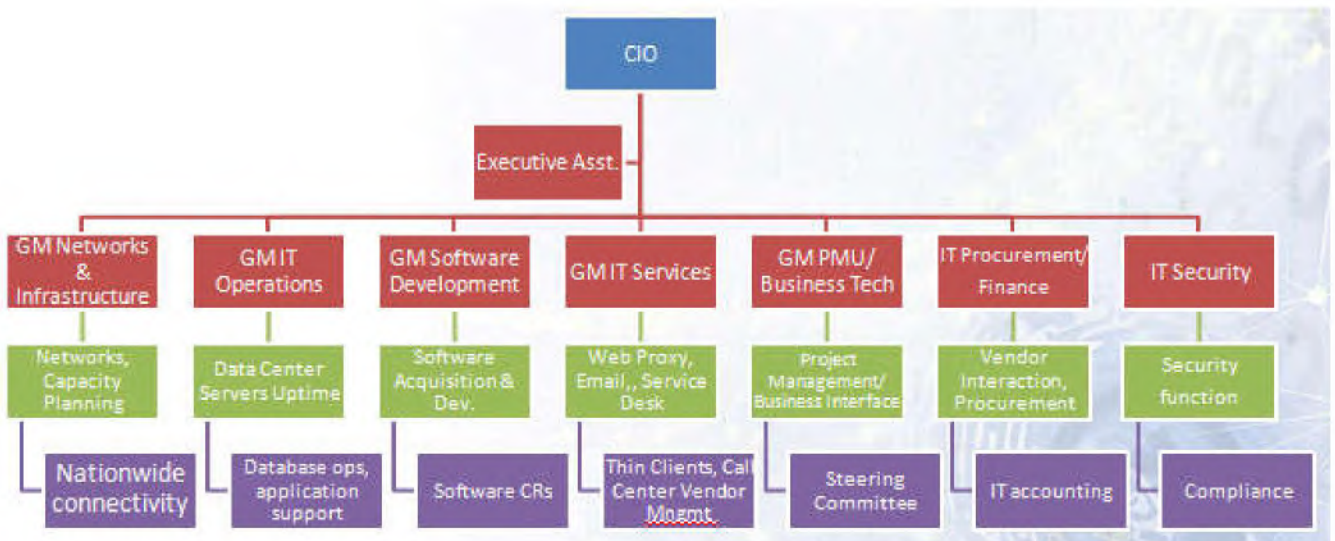 CIO
Executive Asst.
GM Networks
&
Infrastructure
GM IT
Operations
GM Software
Development
GM IT Services
GM PMU/
Business Tech
IT Procurement/
Finance
IT Security
Networks,
Capacity
Planning
Data Center
Servers Uptime
Software
Acquisition &
Dev.
Web Proxy,
Email,, Service
Desk
Project
Management/
Business Interface
Vendor
Interaction,
Procurement
Security
function
Nationwide
connectivity
Database ops,
application
support
Software CRs
Thin Clients, Call
Center Vendor
Mngmt
Steering
Committee
IT accounting
Compliance